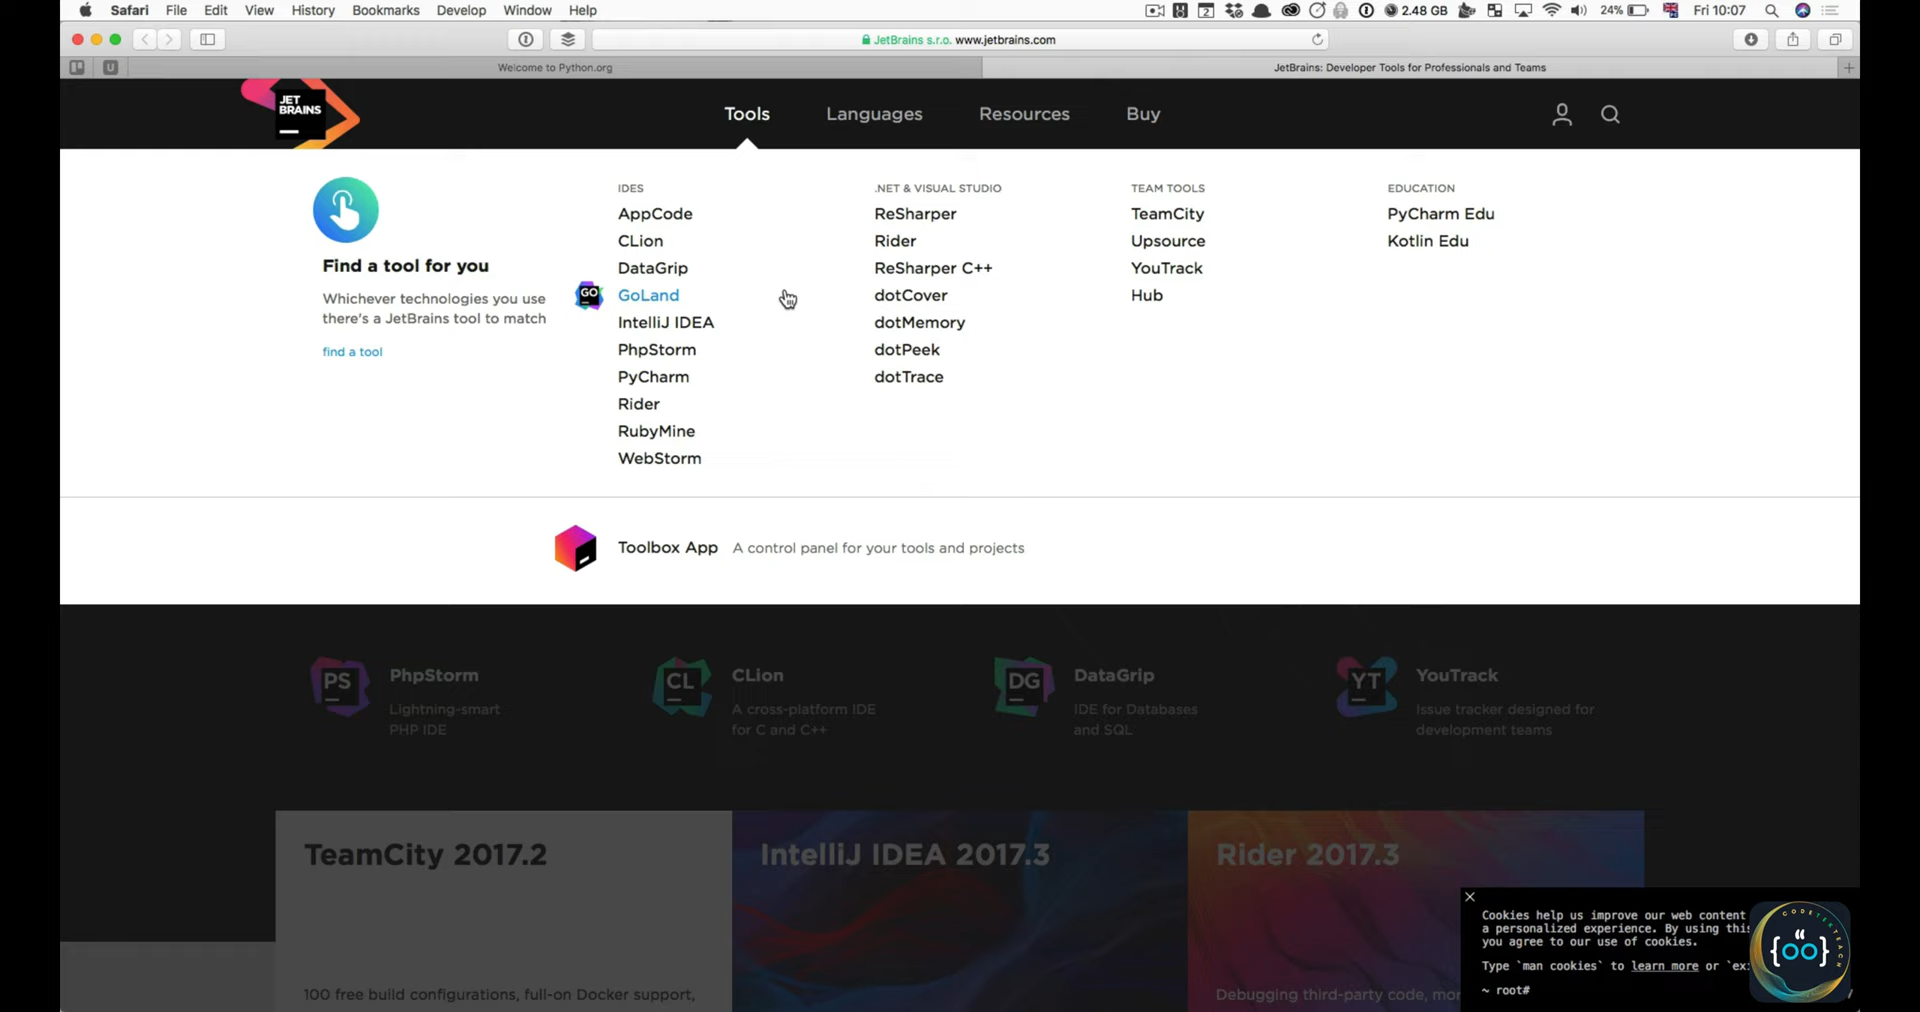 Safari File Edit View History Bookmarks Develop Window Help 2.48 GB 24% Fri 10:07
JetBrains s.r.o. www.jetbrains.com
Welcome to Python.org JetBrains: Developer Tools for Professionals and Teams
JET
BRAINS
Tools Languages Resources Buy
Find a tool for you
Whichever technologies you use
there's a JetBrains tool to match
find a tool
IDES
AppCode
CLion
DataGrip
GO
GoLand
IntelliJ IDEA
PhpStorm
PyCharm
Rider
RubyMine
WebStorm
.NET & VISUAL STUDIO
ReSharper
Rider
ReSharper C++
dotCover
dotMemory
dotPeek
dotTrace
TEAM TOOLS
TeamCity
Upsource
YouTrack
Hub
EDUCATION
PyCharm Edu
Kotlin Edu
Toolbox App A control panel for your tools and projects
PS
PhpStorm
Lightning-smart
PHP IDE
CL
CLion
A cross-platform IDE
for C and C++
DG
DataGrip
IDE for Databases
and SQL
YT
YouTrack
Issue tracker designed for
development teams
TeamCity 2017.2
100 free build configurations, full-on Docker support,
IntelliJ IDEA 2017.3
Rider 2017.3
Debugging third-party code, mor
Cookies help us improve our web content
a personalized experience. By using this
you agree to our use of cookies.
Type `man cookies` to learn more or `exi
~ root#
CODETEKTEACH